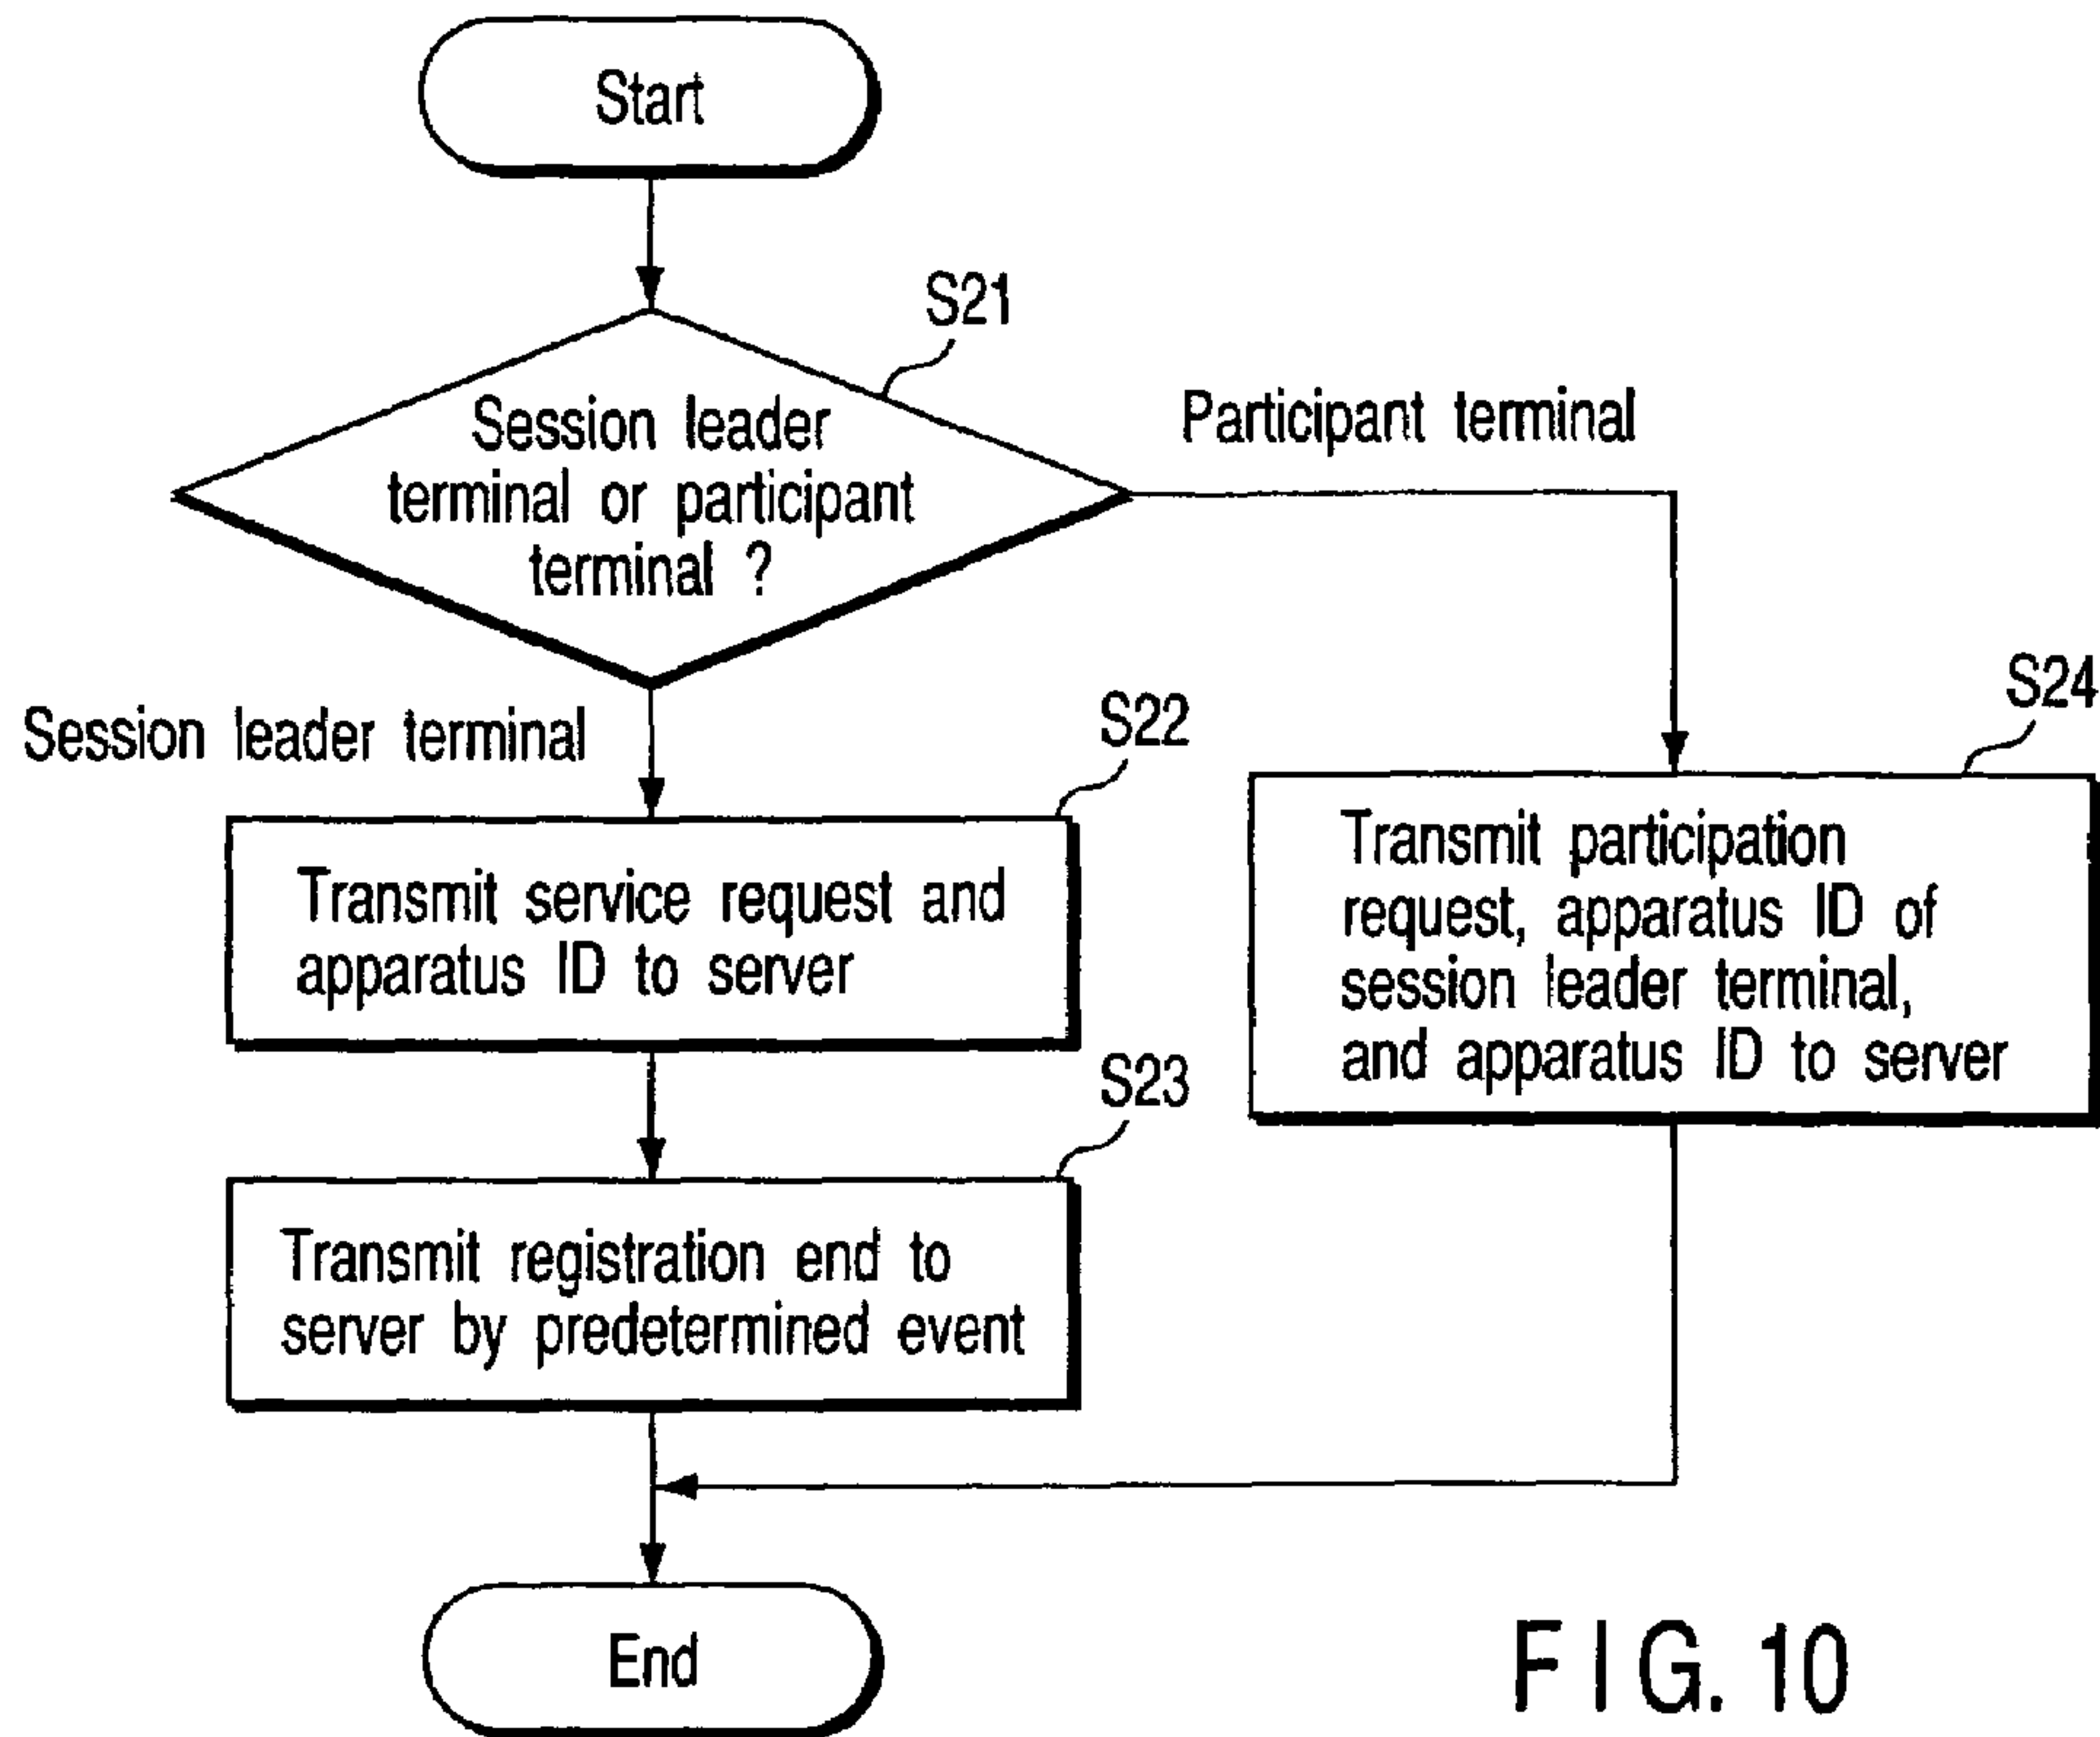 Start
S21
Session leader
terminal or participant
terminal ?
Participant terminal
Session leader terminal
S22
Transmit service request and
apparatus ID to server
S24
Transmit participation
request, apparatus ID of
session leader terminal,
and apparatus ID to server
S23
Transmit registration end to
server by predetermined event
End
FIG. 10